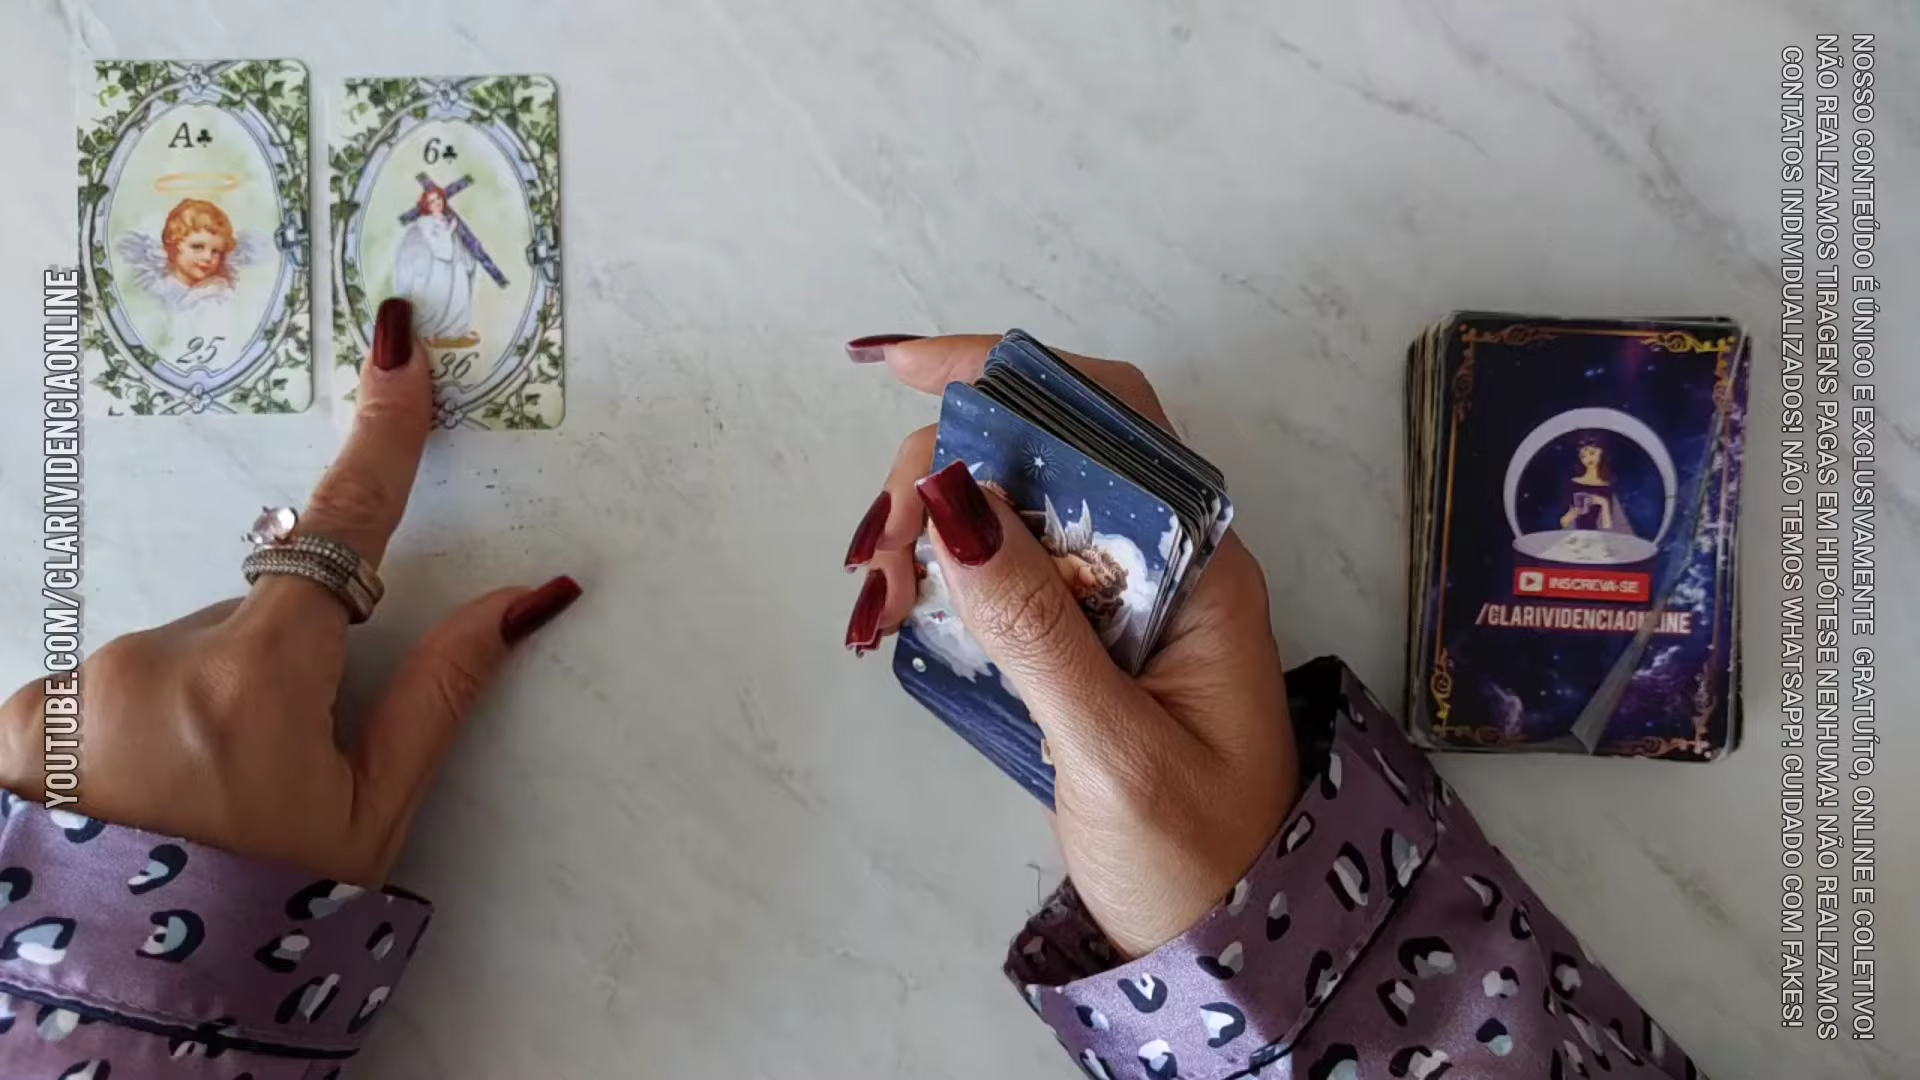 A♣
25
6♣
36
YOUTUBE.COM/CLARIVIDENCIAONLINE
INSCREVA-SE
/CLARIVIDENCIAONLINE
NOSSO CONTEÚDO É ÚNICO E EXCLUSIVAMENTE GRATUÍTO, ONLINE E COLETIVO!
NÃO REALIZAMOS TIRAGENS PAGAS EM HIPÓTESE NENHUMA! NÃO REALIZAMOS
CONTATOS INDIVIDUALIZADOS! NÃO TEMOS WHATSAPP! CUIDADO COM FAKES!